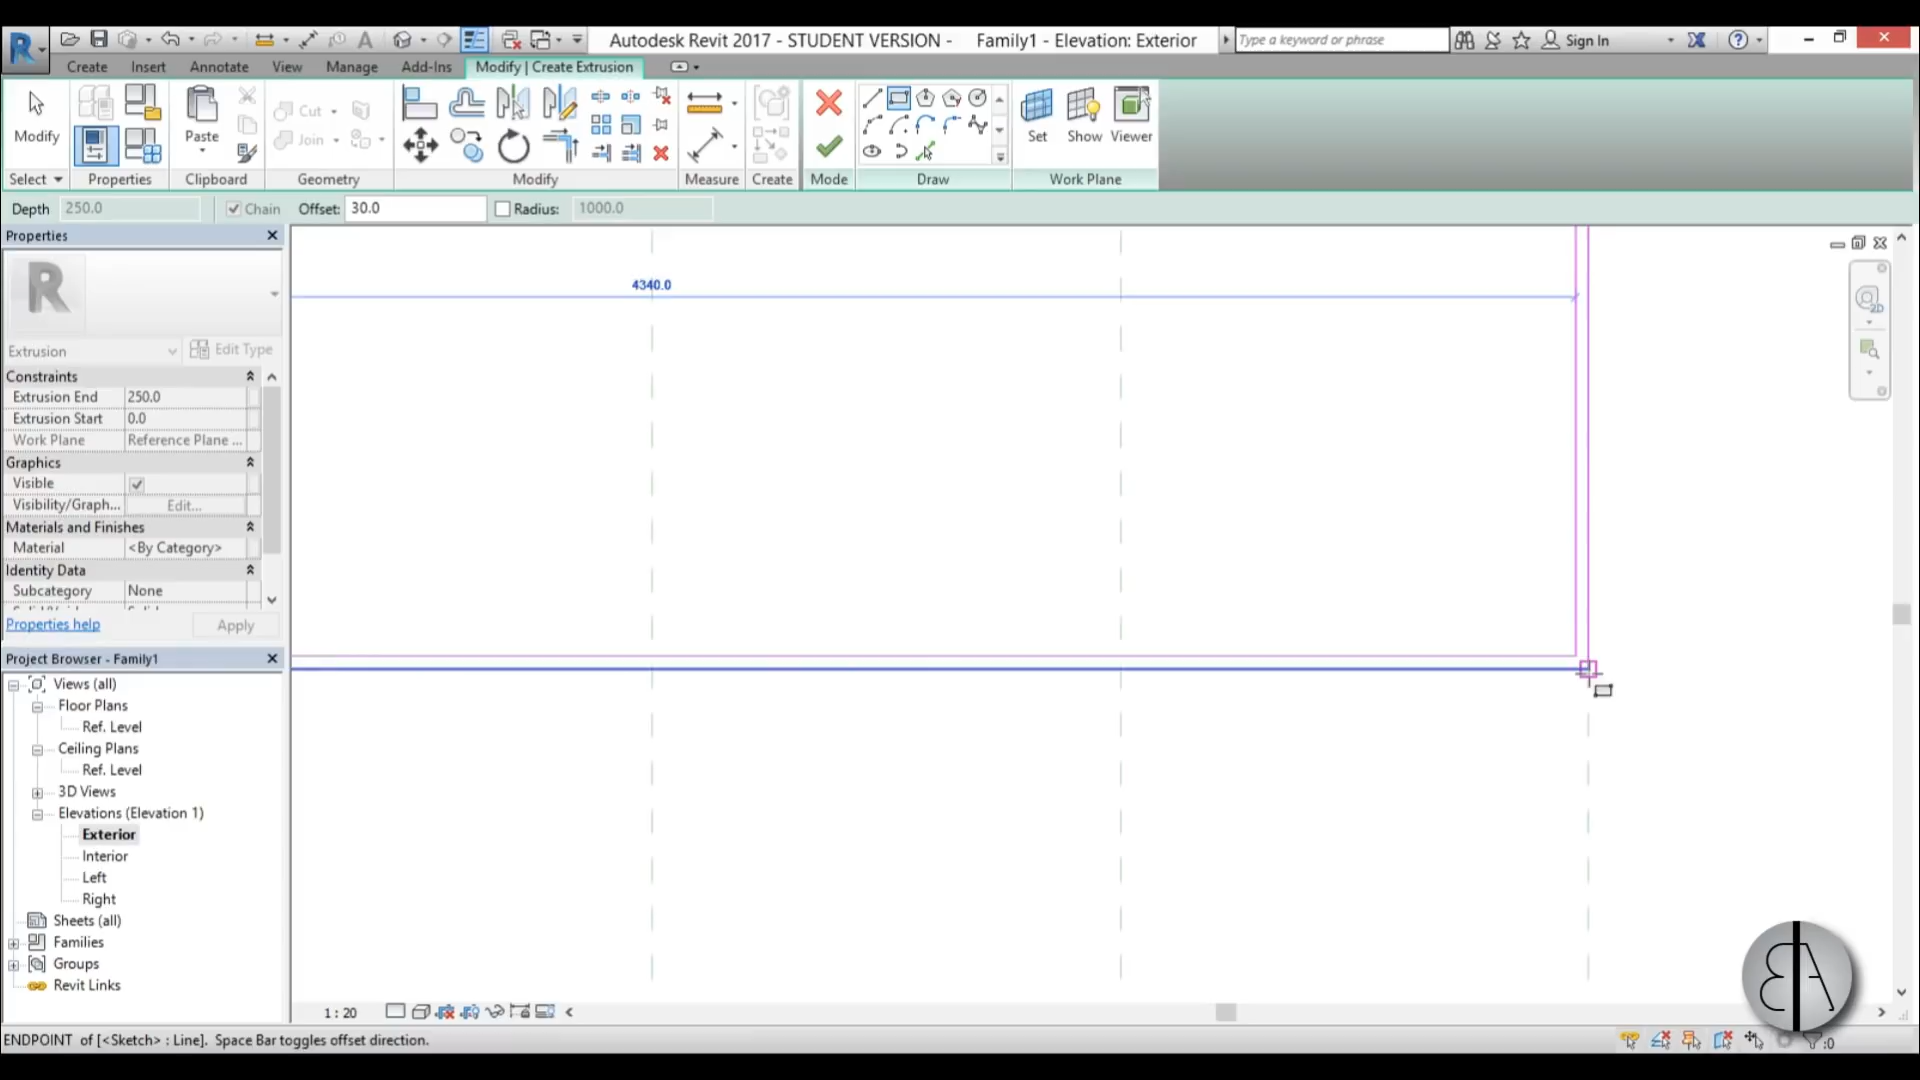 Autodesk Revit 2017 - STUDENT VERSION - Family1 - Elevation: Exterior
Type a keyword or phrase
Sign In
Create Insert Annotate View Manage Add-Ins Modify | Create Extrusion
Modify
Paste
Cut
Join
Set Show Viewer
Select Properties Clipboard Geometry Modify Measure Create Mode Draw Work Plane
Depth 250.0 Chain Offset: 30.0 Radius: 1000.0
Properties
R
Extrusion
Edit Type
Constraints
Extrusion End 250.0
Extrusion Start 0.0
Work Plane Reference Plane ...
Graphics
Visible
Visibility/Graph... Edit...
Materials and Finishes
Material <By Category>
Identity Data
Subcategory None
Properties help
Apply
Project Browser - Family1
Views (all)
Floor Plans
Ref. Level
Ceiling Plans
Ref. Level
3D Views
Elevations (Elevation 1)
Exterior
Interior
Left
Right
Sheets (all)
Families
Groups
Revit Links
4340.0
2D
1 : 20
ENDPOINT of [<Sketch> : Line]. Space Bar toggles offset direction.
:0